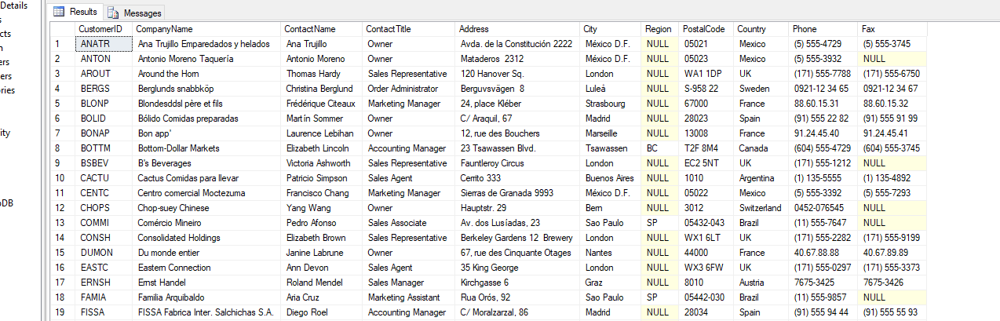 Details
s
cts
n
ers
ers
ories
ity
oDB
Results Messages
CustomerID CompanyName ContactName ContactTitle Address City Region PostalCode Country Phone Fax
1 ANATR Ana Trujillo Emparedados y helados Ana Trujillo Owner Avda. de la Constitución 2222 México D.F. NULL 05021 Mexico (5) 555-4729 (5) 555-3745
2 ANTON Antonio Moreno Taquería Antonio Moreno Owner Mataderos 2312 México D.F. NULL 05023 Mexico (5) 555-3932 NULL
3 AROUT Around the Horn Thomas Hardy Sales Representative 120 Hanover Sq. London NULL WA1 1DP UK (171) 555-7788 (171) 555-6750
4 BERGS Berglunds snabbköp Christina Berglund Order Administrator Berguvsvägen 8 Luleå NULL S-958 22 Sweden 0921-12 34 65 0921-12 34 67
5 BLONP Blondesddsl père et fils Frédérique Citeaux Marketing Manager 24, place Kléber Strasbourg NULL 67000 France 88.60.15.31 88.60.15.32
6 BOLID Bólido Comidas preparadas Martín Sommer Owner C/ Araquil, 67 Madrid NULL 28023 Spain (91) 555 22 82 (91) 555 91 99
7 BONAP Bon app' Laurence Lebihan Owner 12, rue des Bouchers Marseille NULL 13008 France 91.24.45.40 91.24.45.41
8 BOTTM Bottom-Dollar Markets Elizabeth Lincoln Accounting Manager 23 Tsawassen Blvd. Tsawassen BC T2F 8M4 Canada (604) 555-4729 (604) 555-3745
9 BSBEV B's Beverages Victoria Ashworth Sales Representative Fauntleroy Circus London NULL EC2 5NT UK (171) 555-1212 NULL
10 CACTU Cactus Comidas para llevar Patricio Simpson Sales Agent Cerrito 333 Buenos Aires NULL 1010 Argentina (1) 135-5555 (1) 135-4892
11 CENTC Centro comercial Moctezuma Francisco Chang Marketing Manager Sierras de Granada 9993 México D.F. NULL 05022 Mexico (5) 555-3392 (5) 555-7293
12 CHOPS Chop-suey Chinese Yang Wang Owner Hauptstr. 29 Bern NULL 3012 Switzerland 0452-076545 NULL
13 COMMI Comércio Mineiro Pedro Afonso Sales Associate Av. dos Lusíadas, 23 Sao Paulo SP 05432-043 Brazil (11) 555-7647 NULL
14 CONSH Consolidated Holdings Elizabeth Brown Sales Representative Berkeley Gardens 12 Brewery London NULL WX1 6LT UK (171) 555-2282 (171) 555-9199
15 DUMON Du monde entier Janine Labrune Owner 67, rue des Cinquante Otages Nantes NULL 44000 France 40.67.88.88 40.67.89.89
16 EASTC Eastern Connection Ann Devon Sales Agent 35 King George London NULL WX3 6FW UK (171) 555-0297 (171) 555-3373
17 ERNSH Ernst Handel Roland Mendel Sales Manager Kirchgasse 6 Graz NULL 8010 Austria 7675-3425 7675-3426
18 FAMIA Familia Arquibaldo Aria Cruz Marketing Assistant Rua Orós, 92 Sao Paulo SP 05442-030 Brazil (11) 555-9857 NULL
19 FISSA FISSA Fabrica Inter. Salchichas S.A. Diego Roel Accounting Manager C/ Moralzarzal, 86 Madrid NULL 28034 Spain (91) 555 94 44 (91) 555 55 93